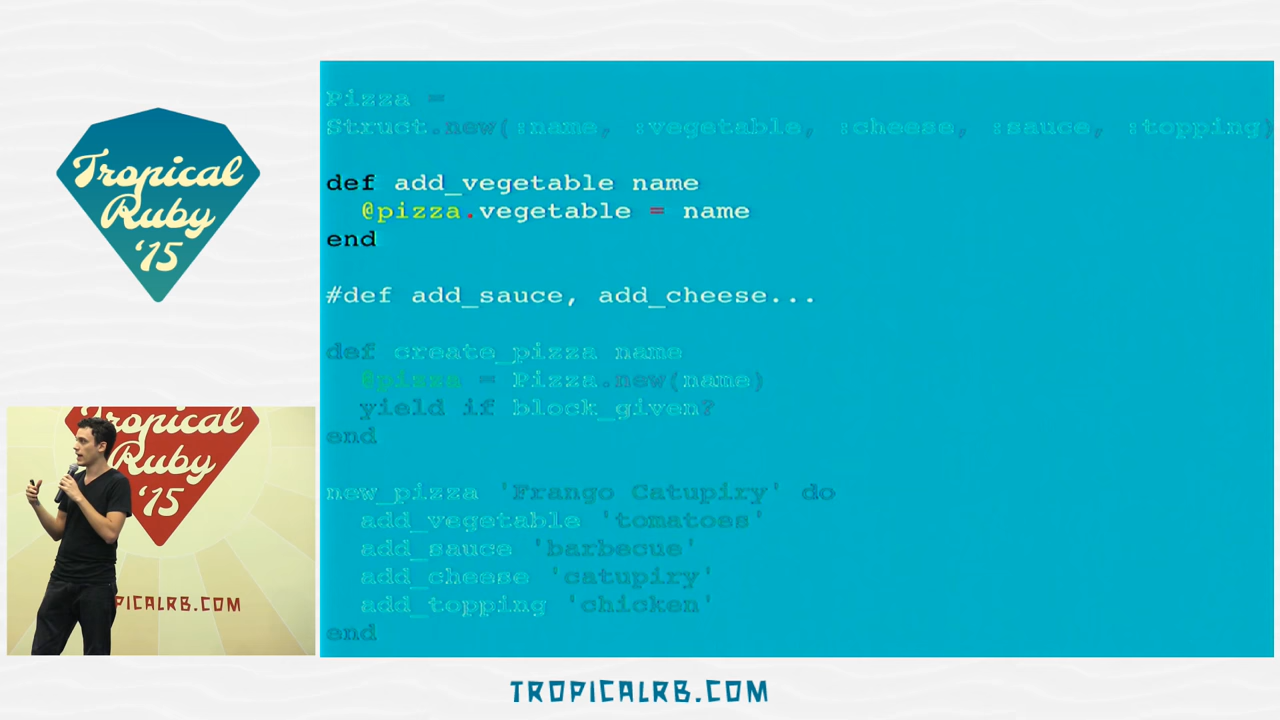 Tropical
Ruby
'15
Pizza =
Struct.new(:name, :vegetable, :cheese, :sauce, :topping)
def add_vegetable name
  @pizza.vegetable = name
end
#def add_sauce, add_cheese...
def create_pizza name
  @pizza = Pizza.new(name)
  yield if block_given?
end
new_pizza 'Frango Catupiry' do
  add_vegetable 'tomatoes'
  add_sauce 'barbecue'
  add_cheese 'catupiry'
  add_topping 'chicken'
end
Tropical
Ruby
'15
PICALRB.COM
TROPICALRB.COM